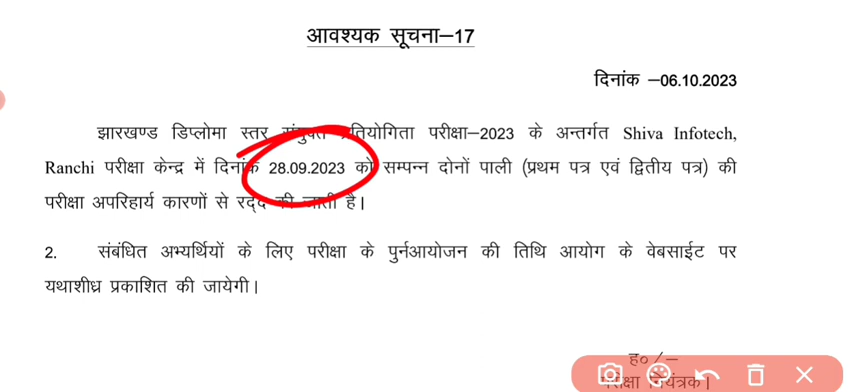 आवश्यक सूचना–17
दिनांक –06.10.2023
झारखण्ड डिप्लोमा स्तर संयुक्त प्रतियोगिता परीक्षा–2023 के अन्तर्गत Shiva Infotech,
Ranchi परीक्षा केन्द्र में दिनांक 28.09.2023 को सम्पन्न दोनों पाली (प्रथम पत्र एवं द्वितीय पत्र) की
परीक्षा अपरिहार्य कारणों से रद्द की जाती है।
2. संबंधित अभ्यर्थियों के लिए परीक्षा के पुर्नआयोजन की तिथि आयोग के वेबसाईट पर
यथाशीध्र प्रकाशित की जायेगी।
ह० /–
परीक्षा नियंत्रक।